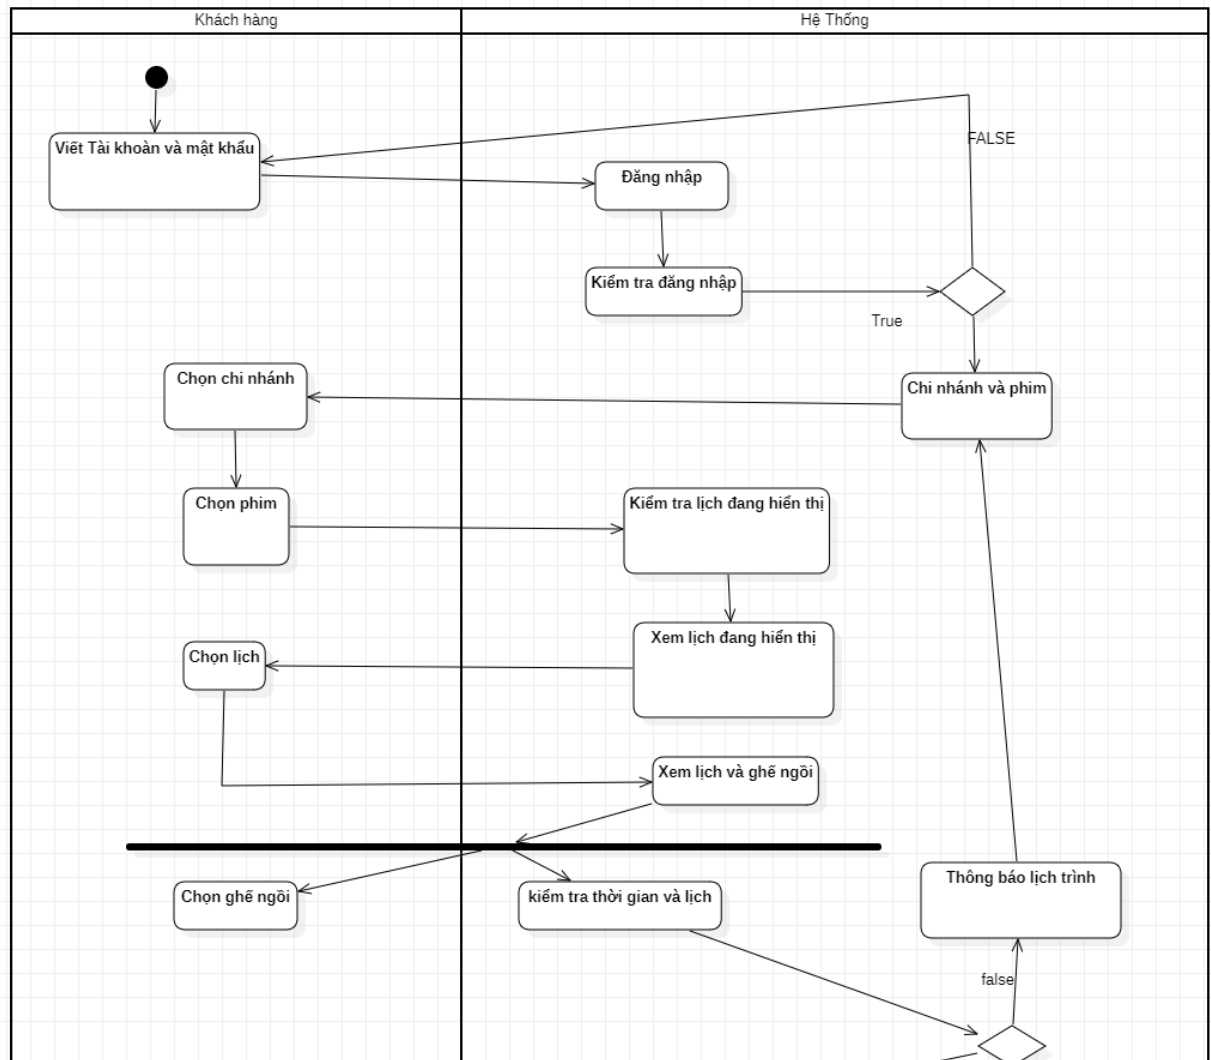 Khách hàng
Hệ Thống
FALSE
Viết Tài khoàn và mật khẩu
Đăng nhập
Kiểm tra đăng nhập
True
Chọn chi nhánh
Chi nhánh và phim
Chọn phim
Kiểm tra lịch đang hiển thị
Xem lịch đang hiển thị
Chọn lịch
Xem lịch và ghế ngồi
Thông báo lịch trình
Chọn ghế ngồi
kiểm tra thời gian và lịch
false